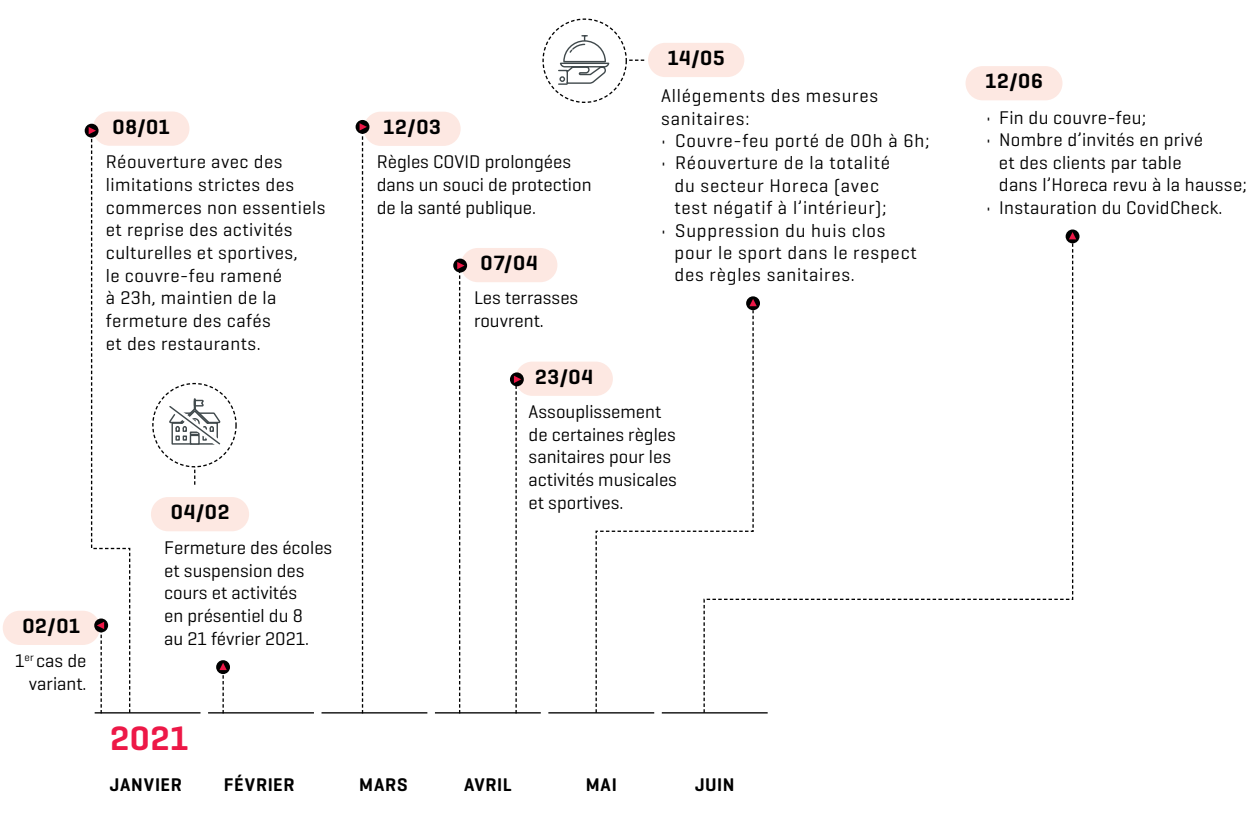 02/01
1er cas de
variant.
08/01
Réouverture avec des
limitations strictes des
commerces non essentiels
et reprise des activités
culturelles et sportives,
le couvre-feu ramené
à 23h, maintien de la
fermeture des cafés
et des restaurants.
04/02
Fermeture des écoles
et suspension des
cours et activités
en présentiel du 8
au 21 février 2021.
12/03
Règles COVID prolongées
dans un souci de protection
de la santé publique.
07/04
Les terrasses
rouvrent.
23/04
Assouplissement
de certaines règles
sanitaires pour les
activités musicales
et sportives.
14/05
Allégements des mesures
sanitaires:
· Couvre-feu porté de 00h à 6h;
· Réouverture de la totalité
du secteur Horeca (avec
test négatif à l'intérieur);
· Suppression du huis clos
pour le sport dans le respect
des règles sanitaires.
12/06
· Fin du couvre-feu;
· Nombre d'invités en privé
et des clients par table
dans l'Horeca revu à la hausse;
· Instauration du CovidCheck.
2021
JANVIER FÉVRIER MARS AVRIL MAI JUIN